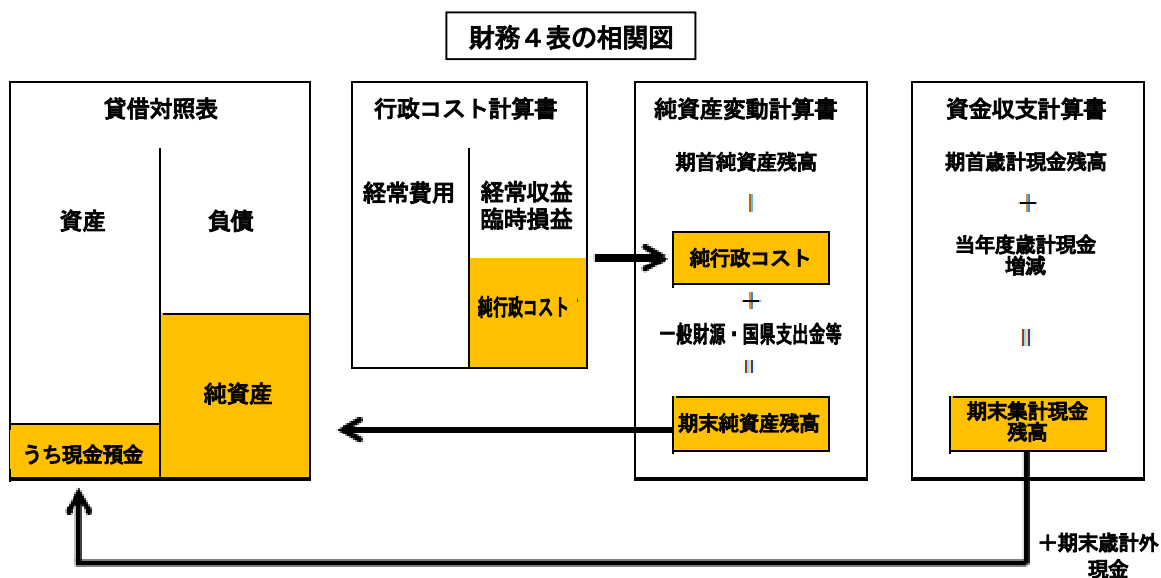 財務４表の相関図
貸借対照表
資産
負債
純資産
うち現金預金
行政コスト計算書
経常費用
経常収益
臨時損益
純行政コスト
純資産変動計算書
期首純資産残高
－
純行政コスト
＋
一般財源・国県支出金等
＝
期末純資産残高
資金収支計算書
期首歳計現金残高
＋
当年度歳計現金
増減
＝
期末集計現金
残高
＋期末歳計外
現金